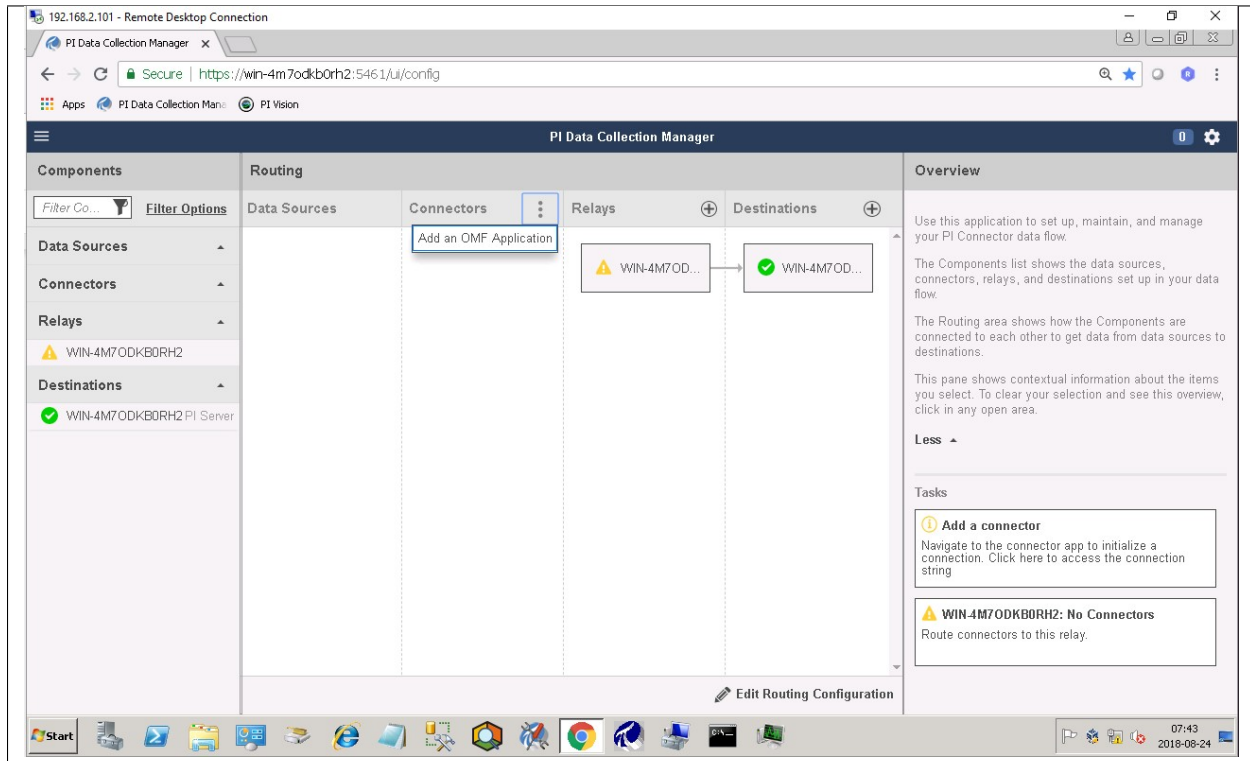 192.168.2.101 - Remote Desktop Connection
PI Data Collection Manager
Secure | https://win-4m7odkb0rh2:5461/ui/config
Apps
PI Data Collection Mana
PI Vision
PI Data Collection Manager
0
Components
Routing
Overview
Filter Co...
Filter Options
Data Sources
Connectors
Relays
Destinations
Add an OMF Application
WIN-4M7OD...
WIN-4M7OD...
Data Sources
Connectors
Relays
WIN-4M7ODKB0RH2
Destinations
WIN-4M7ODKB0RH2 PI Server
Use this application to set up, maintain, and manage
your PI Connector data flow.
The Components list shows the data sources,
connectors, relays, and destinations set up in your data
flow.
The Routing area shows how the Components are
connected to each other to get data from data sources to
destinations.
This pane shows contextual information about the items
you select. To clear your selection and see this overview,
click in any open area.
Less
Tasks
Add a connector
Navigate to the connector app to initialize a
connection. Click here to access the connection
string
WIN-4M7ODKB0RH2: No Connectors
Route connectors to this relay.
Edit Routing Configuration
Start
07:43
2018-08-24